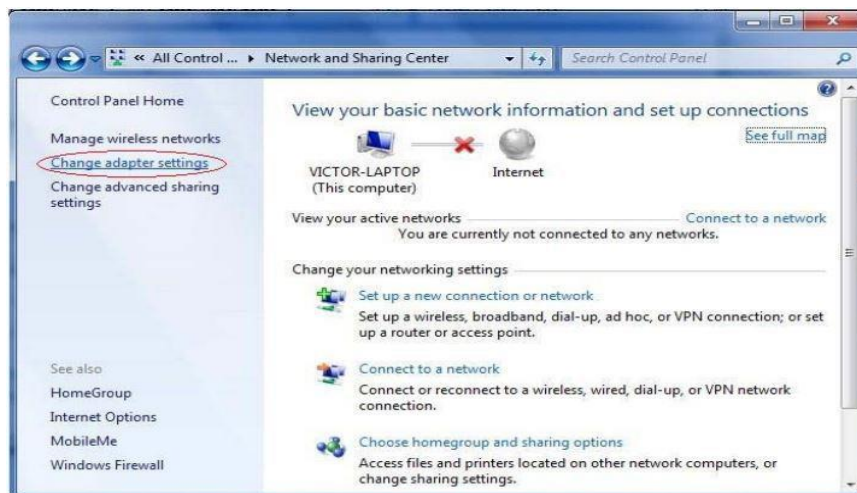 « All Control ... ▸ Network and Sharing Center
Search Control Panel
Control Panel Home
Manage wireless networks
Change adapter settings
Change advanced sharing
settings
See also
HomeGroup
Internet Options
MobileMe
Windows Firewall
View your basic network information and set up connections
See full map
VICTOR-LAPTOP
(This computer)
Internet
View your active networks
Connect to a network
You are currently not connected to any networks.
Change your networking settings
Set up a new connection or network
Set up a wireless, broadband, dial-up, ad hoc, or VPN connection; or set
up a router or access point.
Connect to a network
Connect or reconnect to a wireless, wired, dial-up, or VPN network
connection.
Choose homegroup and sharing options
Access files and printers located on other network computers, or
change sharing settings.